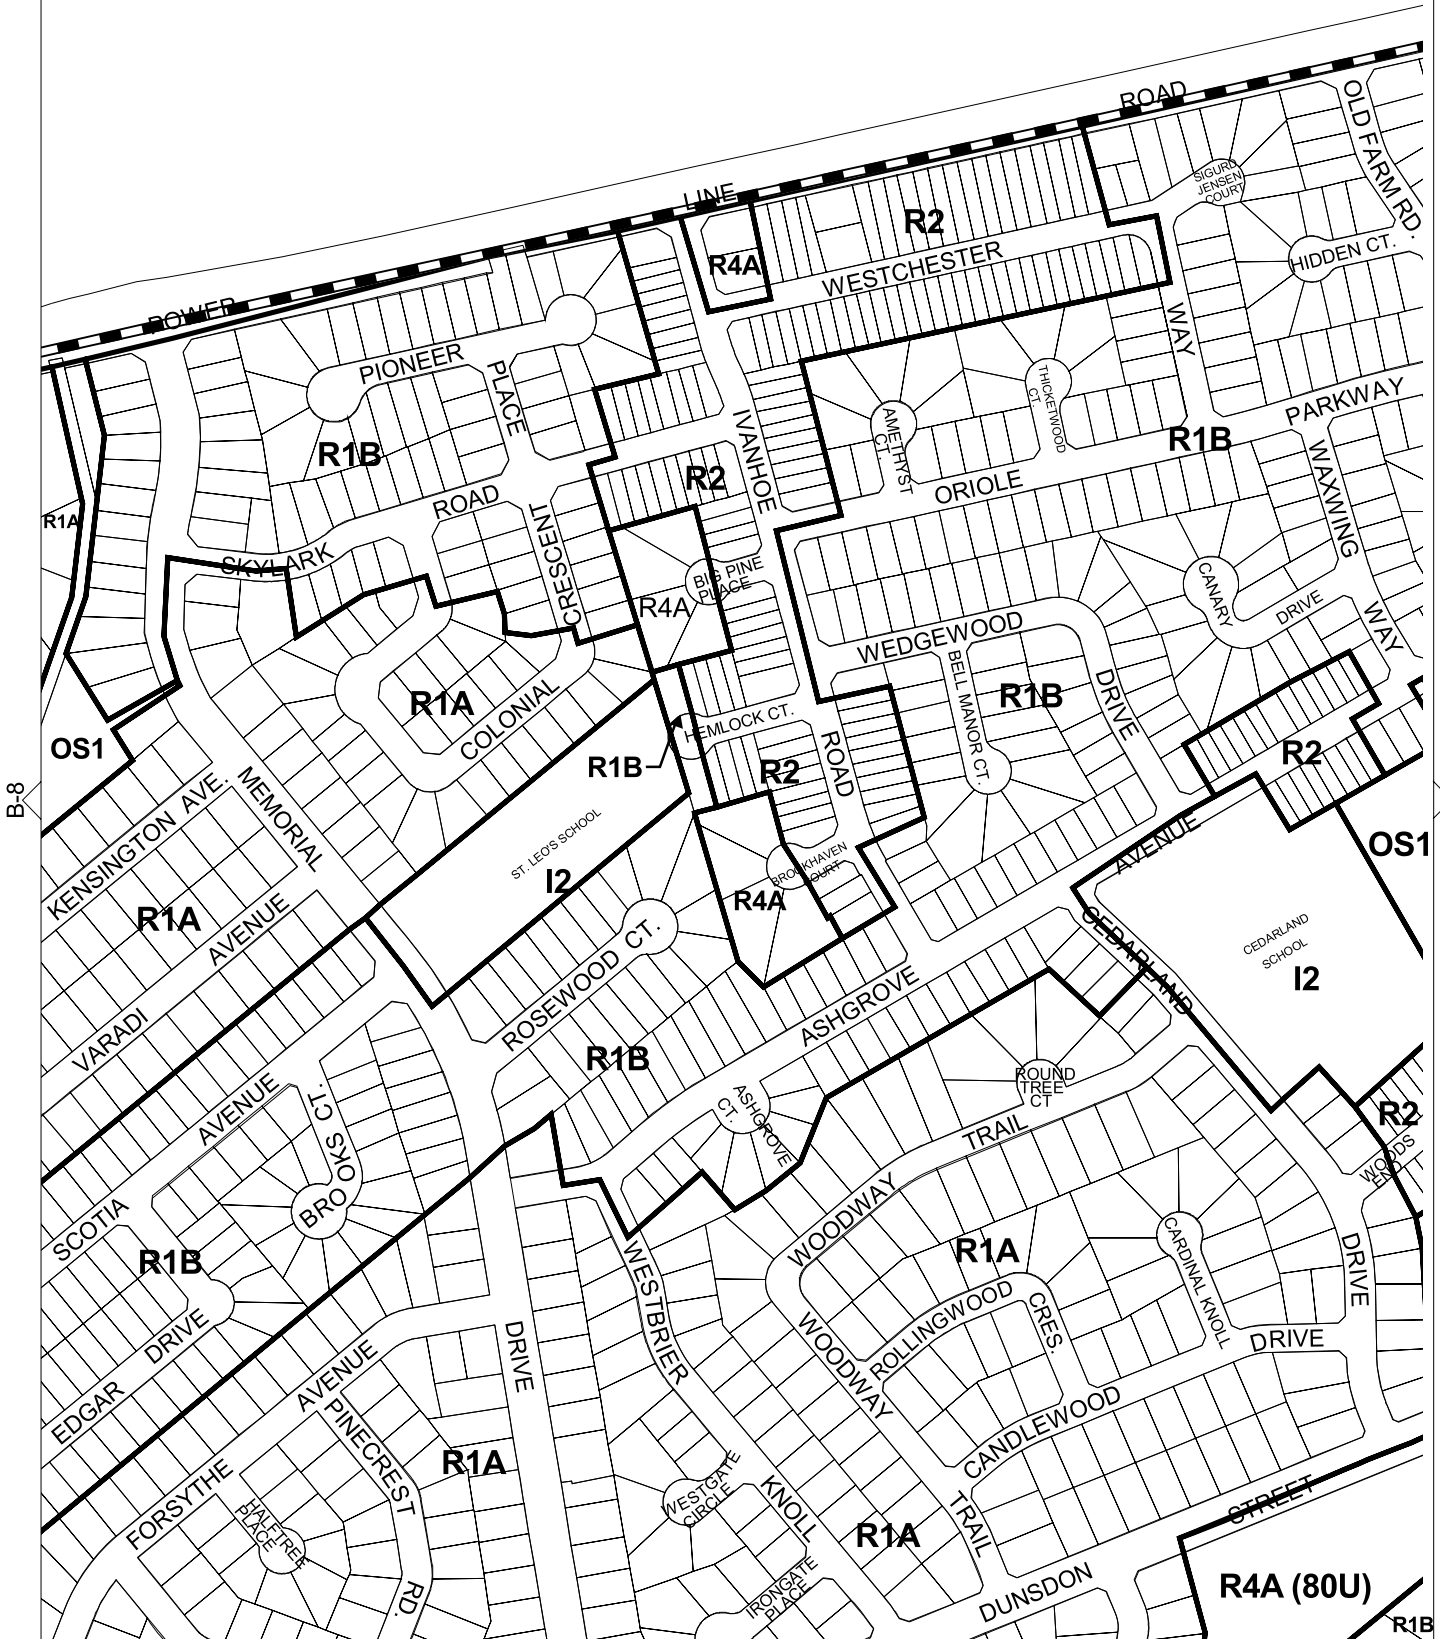 ROAD
OLD FARM RD.
LINE
SIGURD
JENSEN
COURT
R2
R4A
WESTCHESTER
HIDDEN CT.
POWER
WAY
PIONEER
PLACE
THICKETWOOD
CT.
PARKWAY
IVANHOE
AMETHYST
CT.
R1B
R1B
WAXWING
R2
ORIOLE
ROAD
R1A
CRESCENT
SKYLARK
BIG PINE
PLACE
R4A
CANARY
DRIVE
WAY
WEDGEWOOD
BELL MANOR CT.
DRIVE
R1A
COLONIAL
R1B
HEMLOCK CT.
OS1
R1B
R2
ROAD
R2
B-8
KENSINGTON AVE.
MEMORIAL
ST. LEO'S SCHOOL
I2
AVENUE
OS1
BROOKHAVEN
COURT
R4A
R1A
AVENUE
ROSEWOOD CT.
CEDARLAND
CEDARLAND
SCHOOL
I2
VARADI
ASHGROVE
R1B
AVENUE
BROOKS CT.
ASHGROVE
CT.
ROUND
TREE
CT
R2
TRAIL
WOODS
END
SCOTIA
WOODWAY
R1B
R1A
CARDINAL KNOLL
DRIVE
WESTBRIER
ROLLINGWOOD
CRES.
DRIVE
DRIVE
WOODWAY
DRIVE
AVENUE
EDGAR
PINECREST
CANDLEWOOD
R1A
FORSYTHE
WESTGATE
CIRCLE
KNOLL
TRAIL
STREET
HALFTREE
PLACE
R1A
IRONGATE
PLACE
RD.
DUNSDON
R4A (80U)
R1B